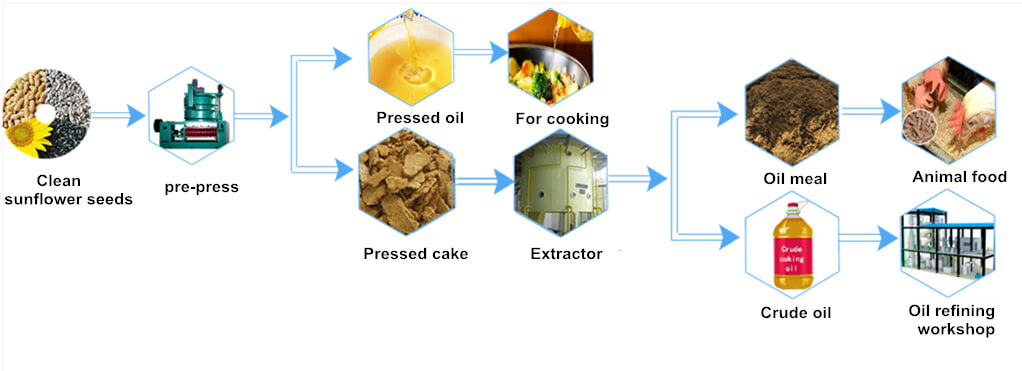 Clean
sunflower seeds
pre-press
Pressed oil
For cooking
Pressed cake
Extractor
Oil meal
Animal food
Crude
cooking
oil
Crude oil
Oil refining
workshop